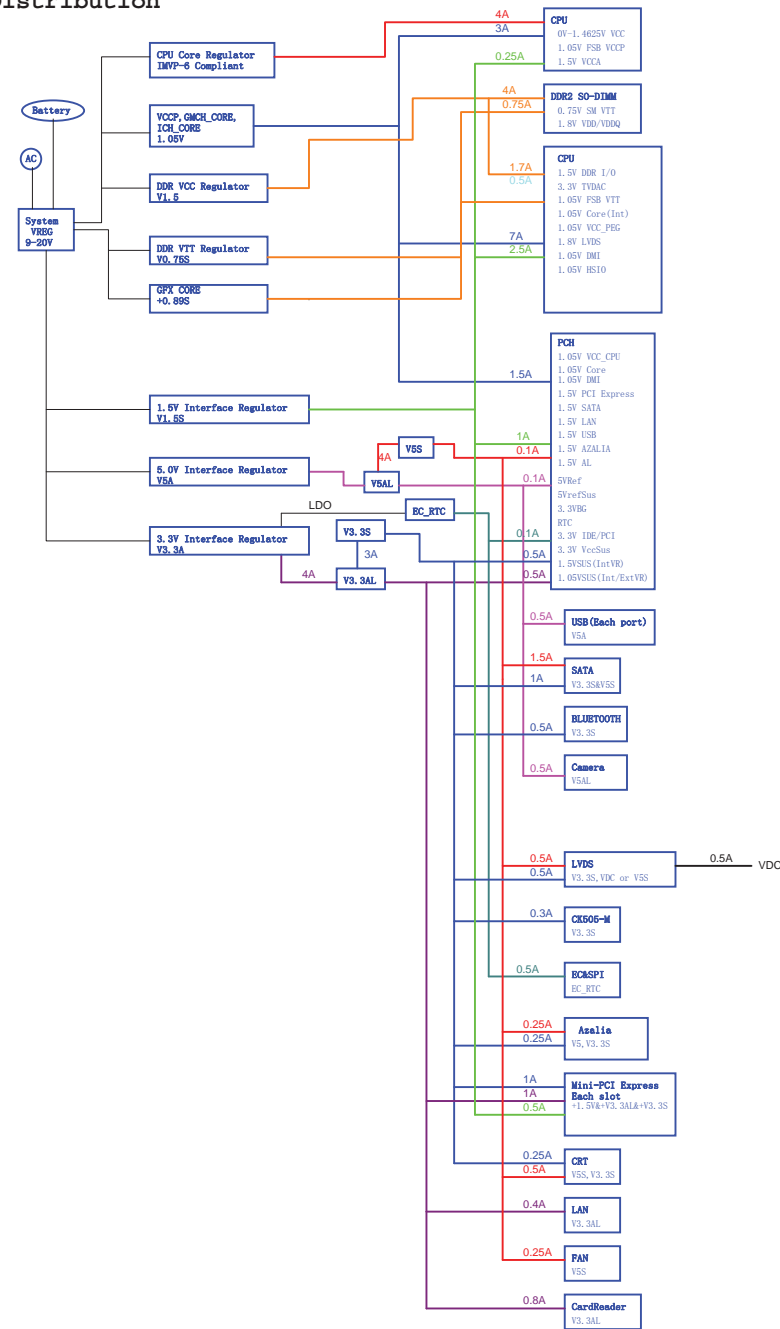 Distribution
4A
3A
0.25A
CPU
0V-1.4625V VCC
1.05V FSB VCCP
1.5V VCCA
CPU Core Regulator
IMVP-6 Compliant
Battery
VCCP,GMCH_CORE,
ICH_CORE
1.05V
4A
0.75A
DDR2 SO-DIMM
0.75V SM VTT
1.8V VDD/VDDQ
AC
DDR VCC Regulator
V1.5
1.7A
0.5A
7A
2.5A
CPU
1.5V DDR I/O
3.3V TVDAC
1.05V FSB VTT
1.05V Core(Int)
1.05V VCC_PEG
1.8V LVDS
1.05V DMI
1.05V HSIO
System
VREG
9-20V
DDR VTT Regulator
V0.75S
GFX CORE
+0.89S
1.5A
1A
0.1A
0.1A
0.1A
0.5A
0.5A
PCH
1.05V VCC_CPU
1.05V Core
1.05V DMI
1.5V PCI Express
1.5V SATA
1.5V LAN
1.5V USB
1.5V AZALIA
1.5V AL
5VRef
5VrefSus
3.3VBG
RTC
3.3V IDE/PCI
3.3V VccSus
1.5VSUS(IntVR)
1.05VSUS(Int/ExtVR)
1.5V Interface Regulator
V1.5S
5.0V Interface Regulator
V5A
4A
V5S
V5AL
LDO
EC_RTC
3.3V Interface Regulator
V3.3A
V3.3S
3A
4A
V3.3AL
0.5A
USB(Each port)
V5A
1.5A
1A
SATA
V3.3S&V5S
0.5A
BLUETOOTH
V3.3S
0.5A
Camera
V5AL
0.5A
0.5A
LVDS
V3.3S,VDC or V5S
0.5A
VDC
0.3A
CK505-M
V3.3S
0.5A
EC&SPI
EC_RTC
0.25A
0.25A
Azalia
V5,V3.3S
1A
1A
0.5A
Mini-PCI Express
Each slot
+1.5V&+V3.3AL&+V3.3S
0.25A
0.5A
CRT
V5S,V3.3S
0.4A
LAN
V3.3AL
0.25A
FAN
V5S
0.8A
CardReader
V3.3AL